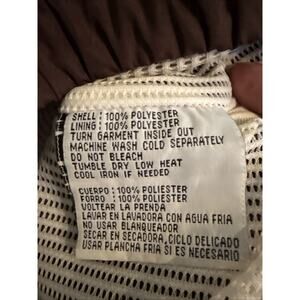 SHELL : 100% POLYESTER
LINING : 100% POLYESTER
TURN GARMENT INSIDE OUT
MACHINE WASH COLD SEPARATELY
DO NOT BLEACH
TUMBLE DRY LOW HEAT
COOL IRON IF NEEDED
CUERPO : 100% POLIESTER
FORRO : 100% POLIESTER
VOLTEAR LA PRENDA
LAVAR EN LAVADORA CON AGUA FRIA
NO USAR BLANQUEADOR
SECAR EN SECADORA, CICLO DELICADO
USAR PLANCHA FRIA SI ES NECESARIO